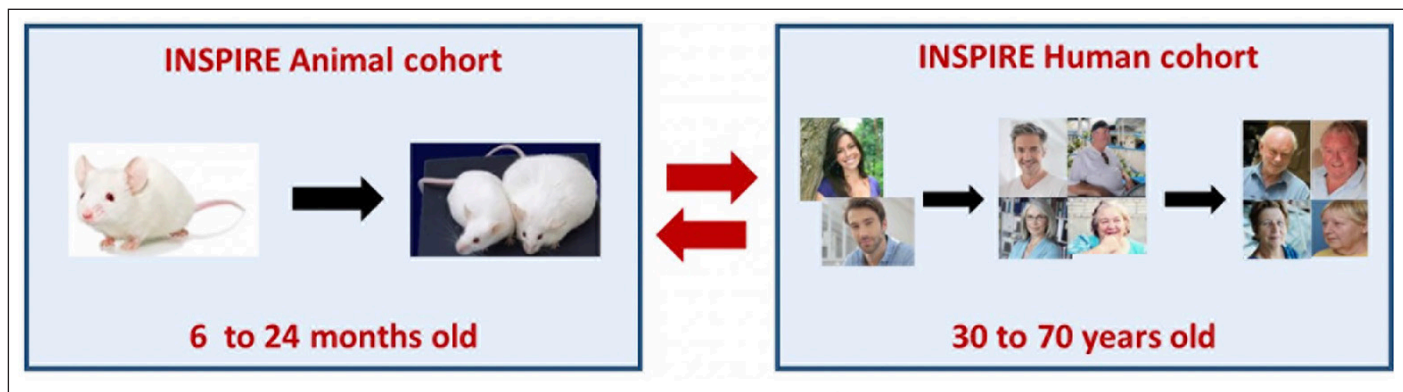 INSPIRE Animal cohort
6 to 24 months old
INSPIRE Human cohort
30 to 70 years old